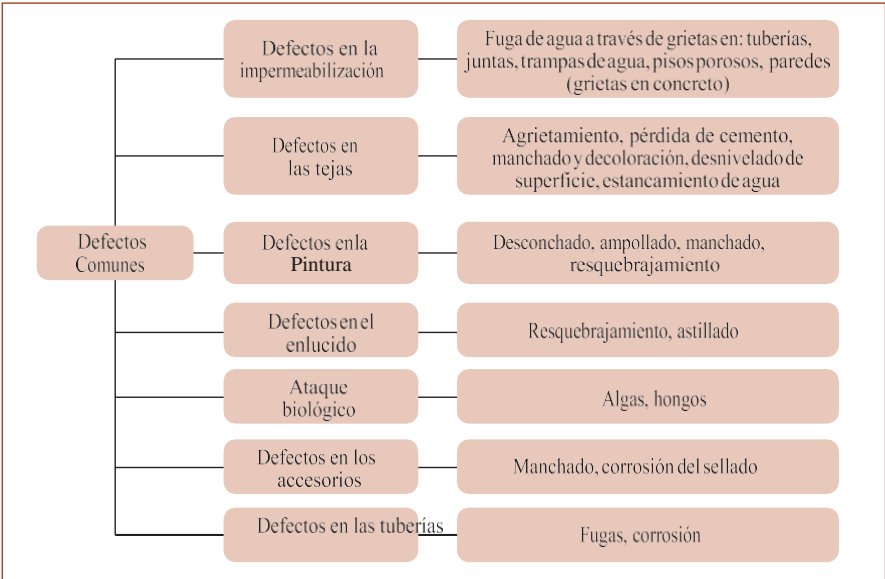 Defectos
Comunes
Defectos en la
impermeabilización
Fuga de agua a través de grietas en: tuberías,
juntas, trampas de agua, pisos porosos, paredes
(grietas en concreto)
Defectos en
las tejas
Agrietamiento, pérdida de cemento,
manchado y decoloración, desnivelado de
superficie, estancamiento de agua
Defectos en la
Pintura
Desconchado, ampollado, manchado,
resquebrajamiento
Defectos en el
enlucido
Resquebrajamiento, astillado
Ataque
biológico
Algas, hongos
Defectos en los
accesorios
Manchado, corrosión del sellado
Defectos en las tuberías
Fugas, corrosión